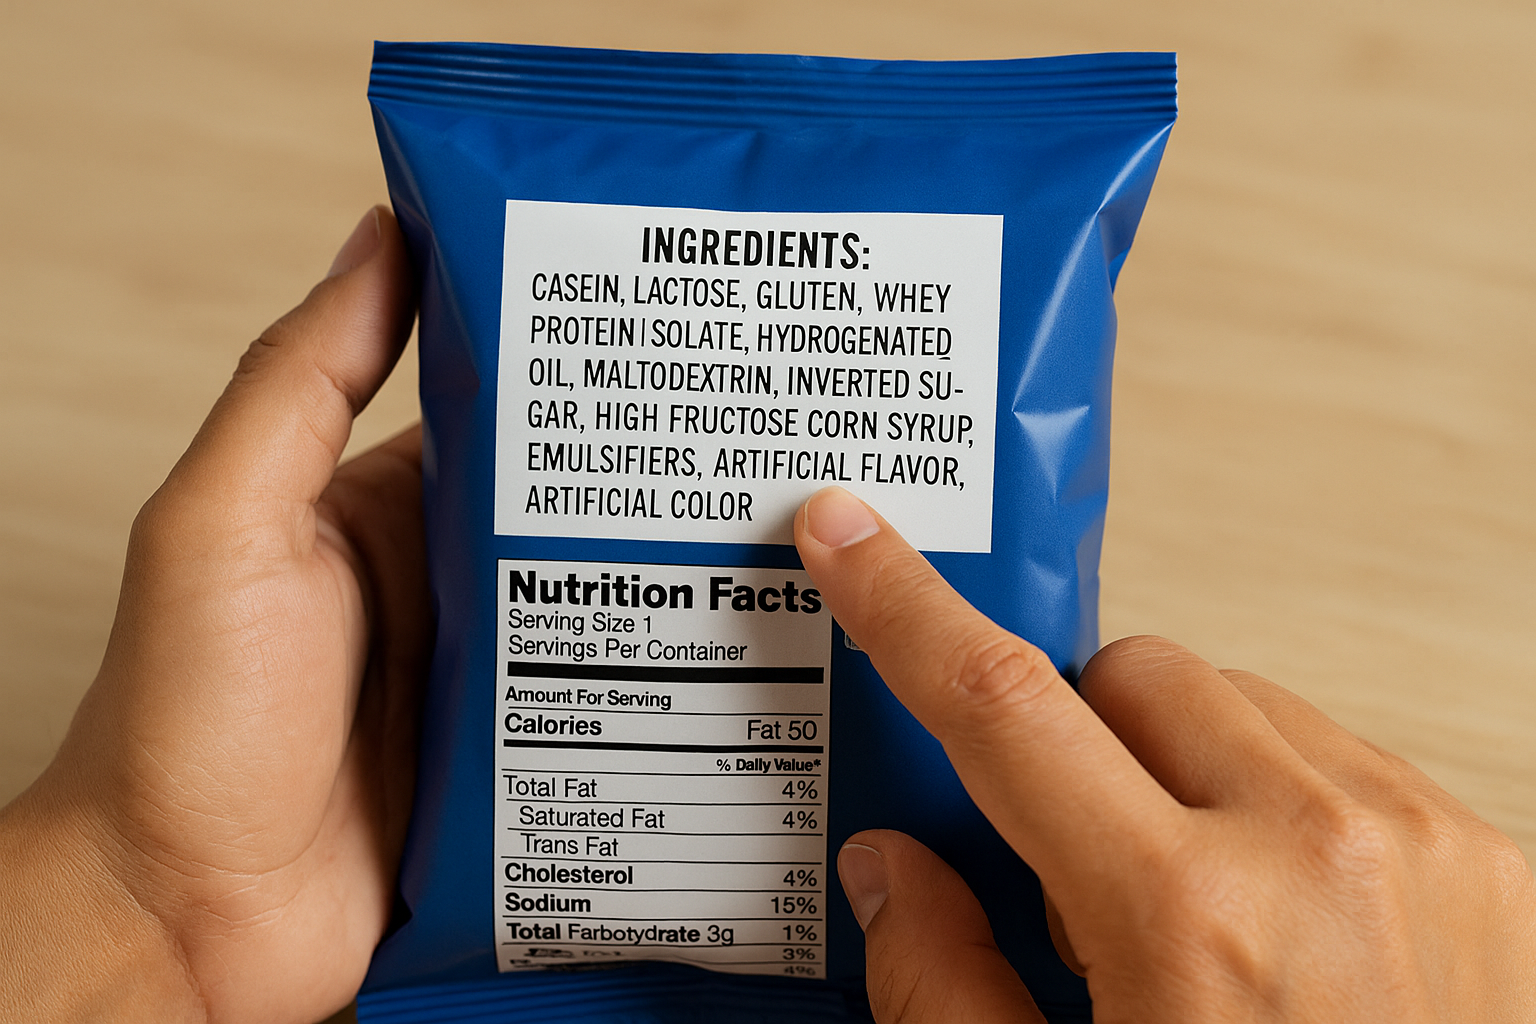 INGREDIENTS:
CASEIN, LACTOSE, GLUTEN, WHEY
PROTEIN ISOLATE, HYDROGENATED
OIL, MALTODEXTRIN, INVERTED SU-
GAR, HIGH FRUCTOSE CORN SYRUP,
EMULSIFIERS, ARTIFICIAL FLAVOR,
ARTIFICIAL COLOR
Nutrition Facts
Serving Size 1
Servings Per Container
Amount For Serving
Calories Fat 50
% Dally Value*
Total Fat 4%
Saturated Fat 4%
Trans Fat
Cholesterol 4%
Sodium 15%
Total Farbotydrate 3g 1%
3%
4%